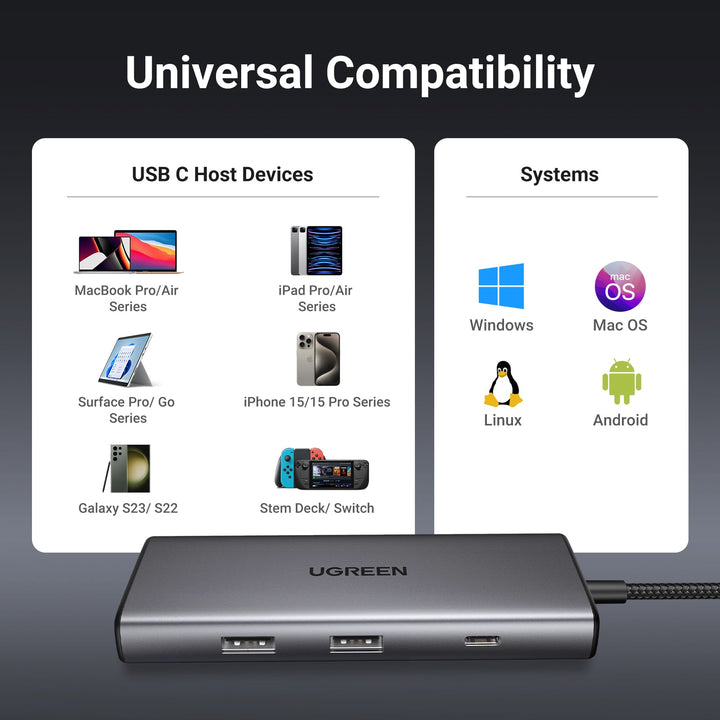 Universal Compatibility
USB C Host Devices
MacBook Pro/Air
Series
iPad Pro/Air
Series
Surface Pro/ Go
Series
iPhone 15/15 Pro Series
Galaxy S23/ S22
Stem Deck/ Switch
Systems
Windows
mac
OS
Mac OS
Linux
Android
UGREEN